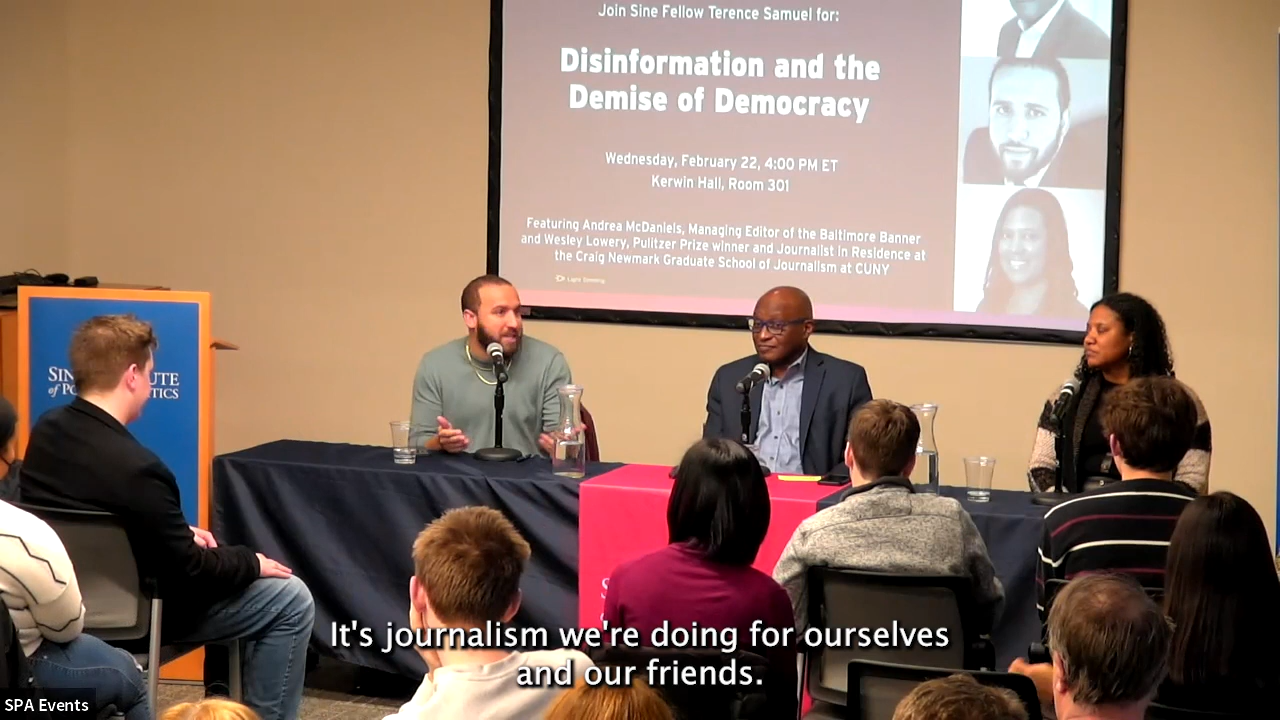 Join Sine Fellow Terence Samuel for:
Disinformation and the
Demise of Democracy
Wednesday, February 22, 4:00 PM ET
Kerwin Hall, Room 301
Featuring Andrea McDaniels, Managing Editor of the Baltimore Banner
and Wesley Lowery, Pulitzer Prize winner and Journalist in Residence at
the Craig Newmark Graduate School of Journalism at CUNY
It's journalism we're doing for ourselves
and our friends.
SPA Events